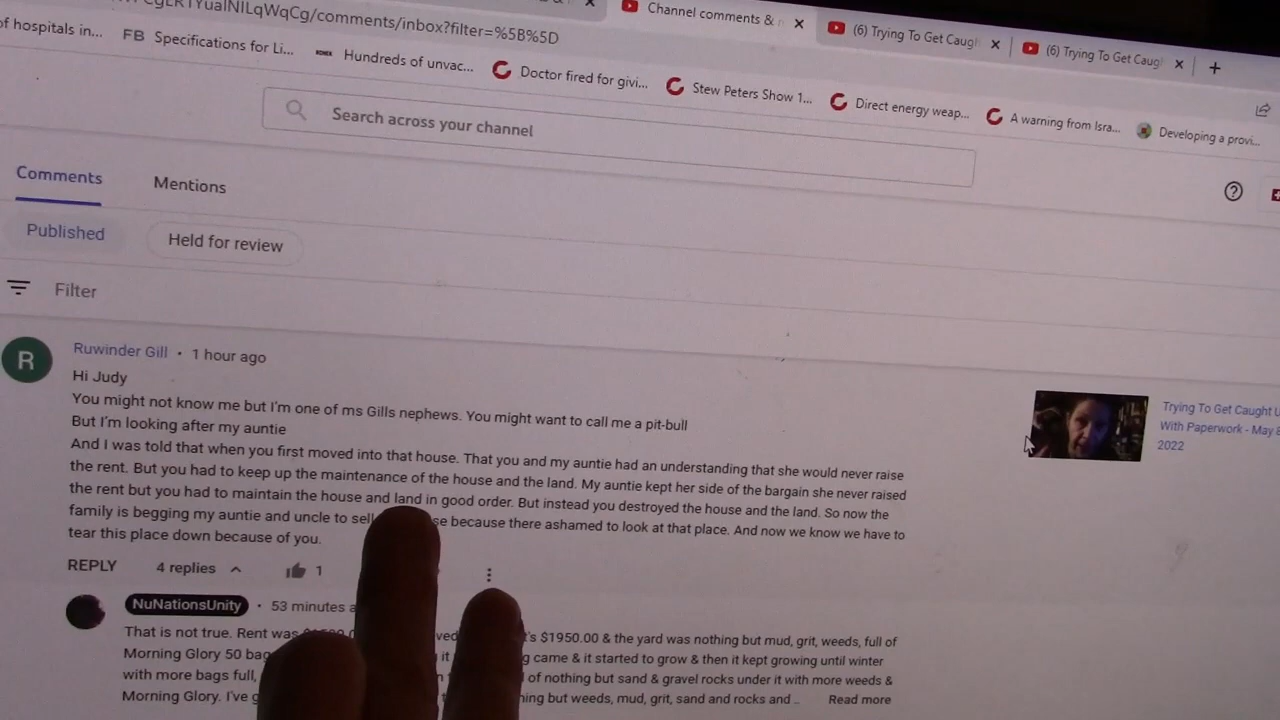 /comments/inbox?filter=%5B%5D
Channel comments &
(6) Trying To Get Caugl
(6) Trying To Get Caugl
of hospitals in...
FB Specifications for Li...
Hundreds of unvac...
Doctor fired for givi...
Stew Peters Show 1...
Direct energy weap...
A warning from Isra...
Developing a provi...
Search across your channel
Comments
Mentions
Published
Held for review
Filter
R
Ruwinder Gill • 1 hour ago
Hi Judy
You might not know me but I'm one of ms Gills nephews. You might want to call me a pit-bull
But I'm looking after my auntie
And I was told that when you first moved into that house. That you and my auntie had an understanding that she would never raise
the rent. But you had to keep up the maintenance of the house and the land. My auntie kept her side of the bargain she never raised
the rent but you had to maintain the house and land in good order. But instead you destroyed the house and the land. So now the
family is begging my auntie and uncle to sell se because there ashamed to look at that place. And now we know we have to
tear this place down because of you.
Trying To Get Caught U
With Paperwork - May 8
2022
REPLY
4 replies
1
NuNationsUnity • 53 minutes a
That is not true. Rent was ved 's $1950.00 & the yard was nothing but mud, grit, weeds, full of
Morning Glory 50 bag it g came & it started to grow & then it kept growing until winter
with more bags full, of nothing but sand & gravel rocks under it with more weeds &
Morning Glory. I've g hing but weeds, mud, grit, sand and rocks and ..
Read more